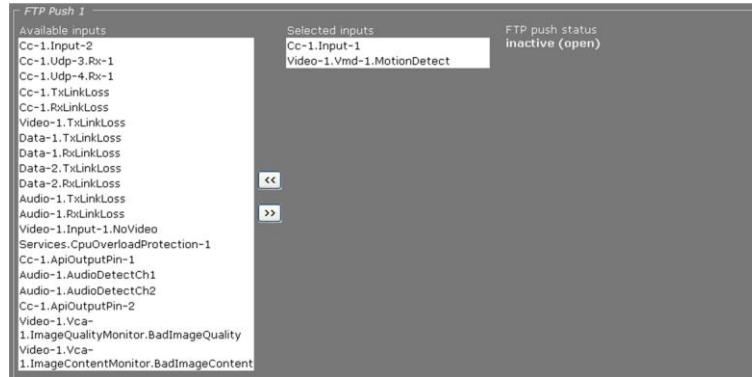 FTP Push 1
Available inputs
Cc-1.Input-2
Cc-1.Udp-3.Rx-1
Cc-1.Udp-4.Rx-1
Cc-1.TxLinkLoss
Cc-1.RxLinkLoss
Video-1.TxLinkLoss
Data-1.TxLinkLoss
Data-1.RxLinkLoss
Data-2.TxLinkLoss
Data-2.RxLinkLoss
Audio-1.TxLinkLoss
Audio-1.RxLinkLoss
Video-1.Input-1.NoVideo
Services.CpuOverloadProtection-1
Cc-1.ApiOutputPin-1
Audio-1.AudioDetectCh1
Audio-1.AudioDetectCh2
Cc-1.ApiOutputPin-2
Video-1.Vca-
1.ImageQualityMonitor.BadImageQuality
Video-1.Vca-
1.ImageContentMonitor.BadImageContent
<<
>>
Selected inputs
Cc-1.Input-1
Video-1.Vmd-1.MotionDetect
FTP push status
inactive (open)